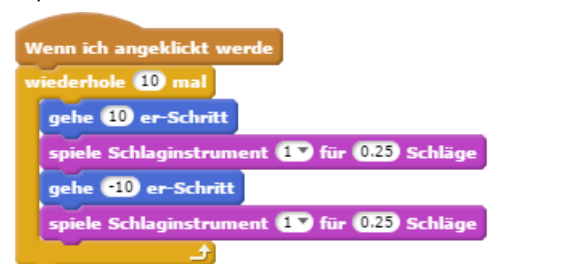 Wenn ich angeklickt werde
wiederhole 10 mal
gehe 10 er-Schritt
spiele Schlaginstrument 1 für 0.25 Schläge
gehe -10 er-Schritt
spiele Schlaginstrument 1 für 0.25 Schläge